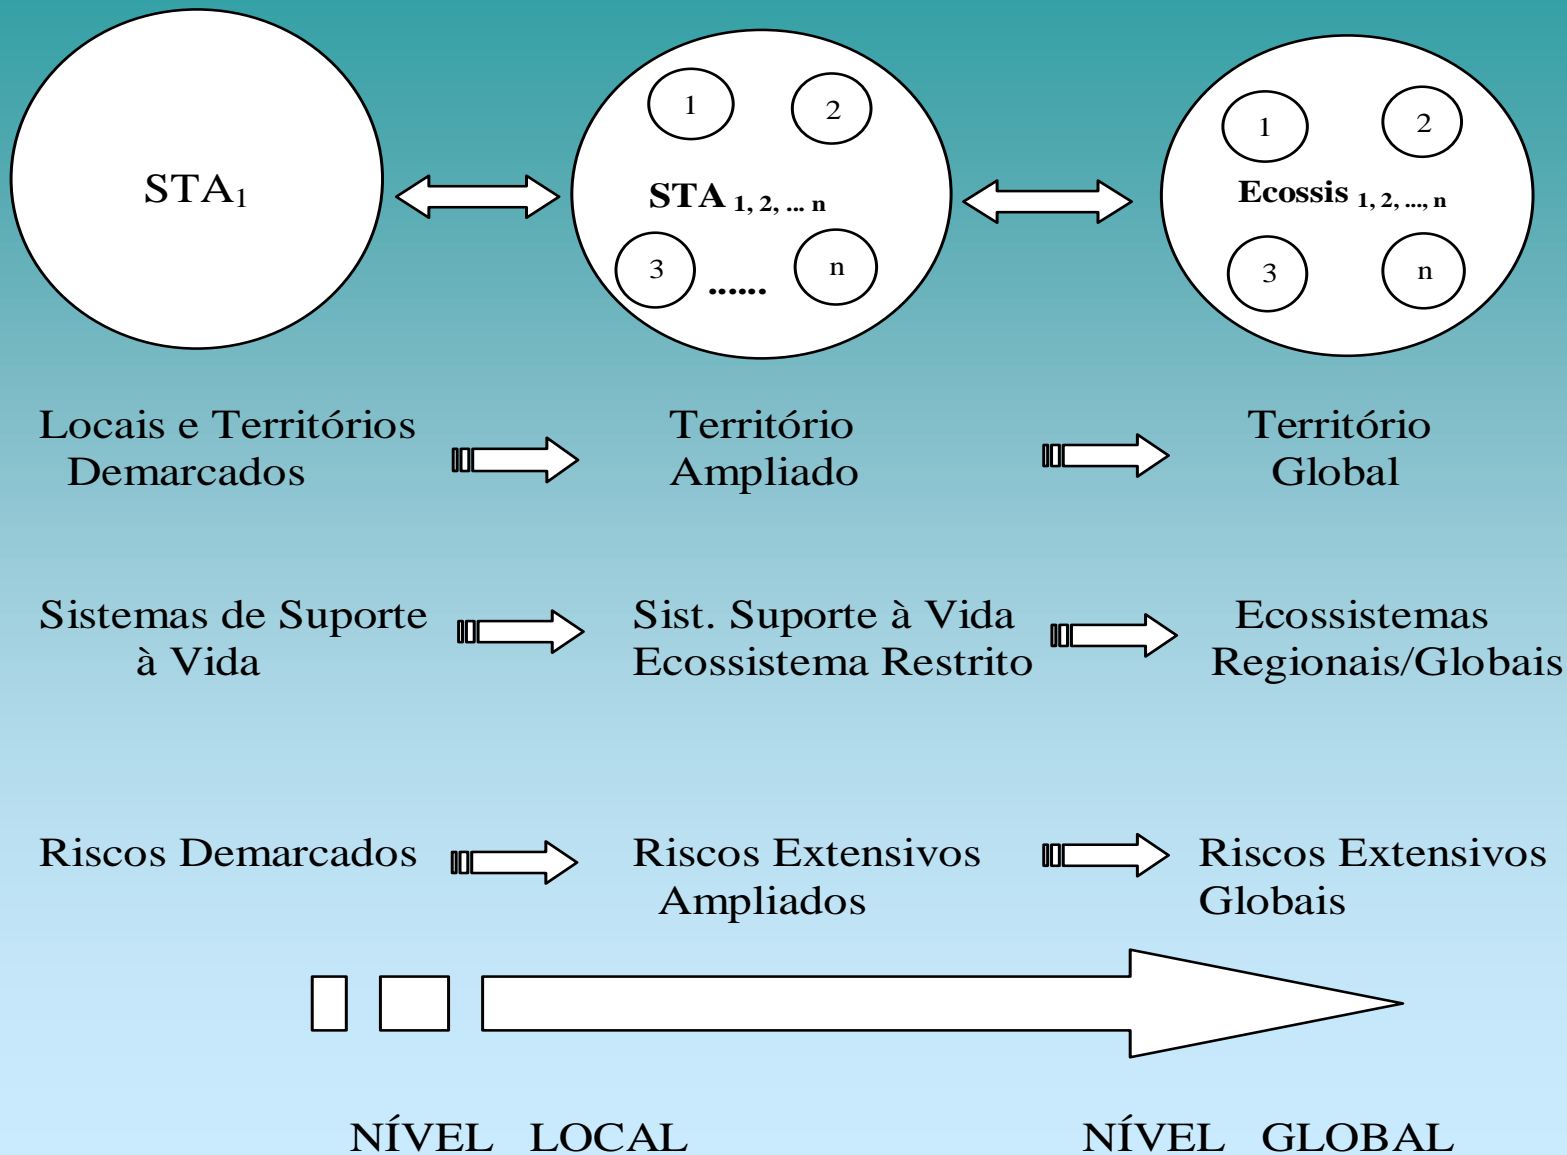 STA₁
1 2
STA 1, 2, ... n
3 ...... n
1 2
Ecossis 1, 2, ..., n
3 n
Locais e Territórios
Demarcados
Território
Ampliado
Território
Global
Sistemas de Suporte
à Vida
Sist. Suporte à Vida
Ecossistema Restrito
Ecossistemas
Regionais/Globais
Riscos Demarcados
Riscos Extensivos
Ampliados
Riscos Extensivos
Globais
NÍVEL LOCAL
NÍVEL GLOBAL